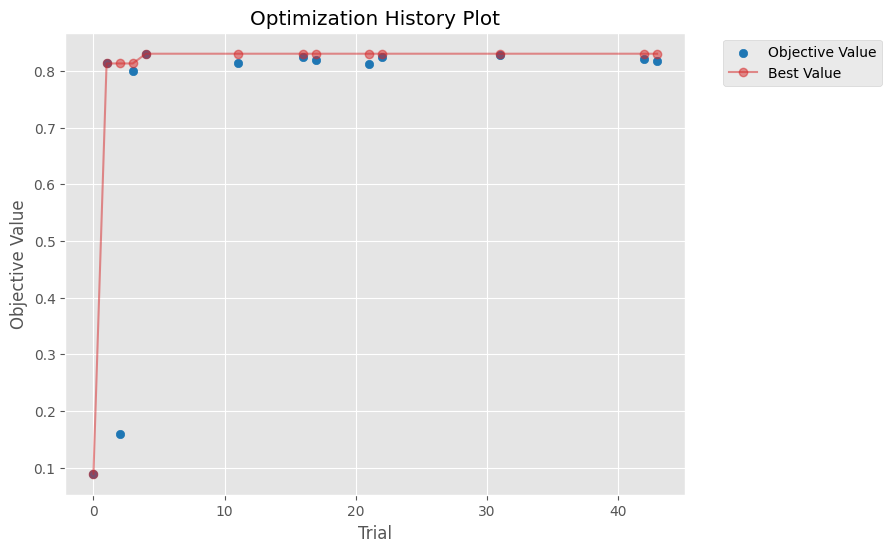 Optimization History Plot
Objective Value
Best Value
Objective Value
0.8
0.7
0.6
0.5
0.4
0.3
0.2
0.1
0 10 20 30 40
Trial